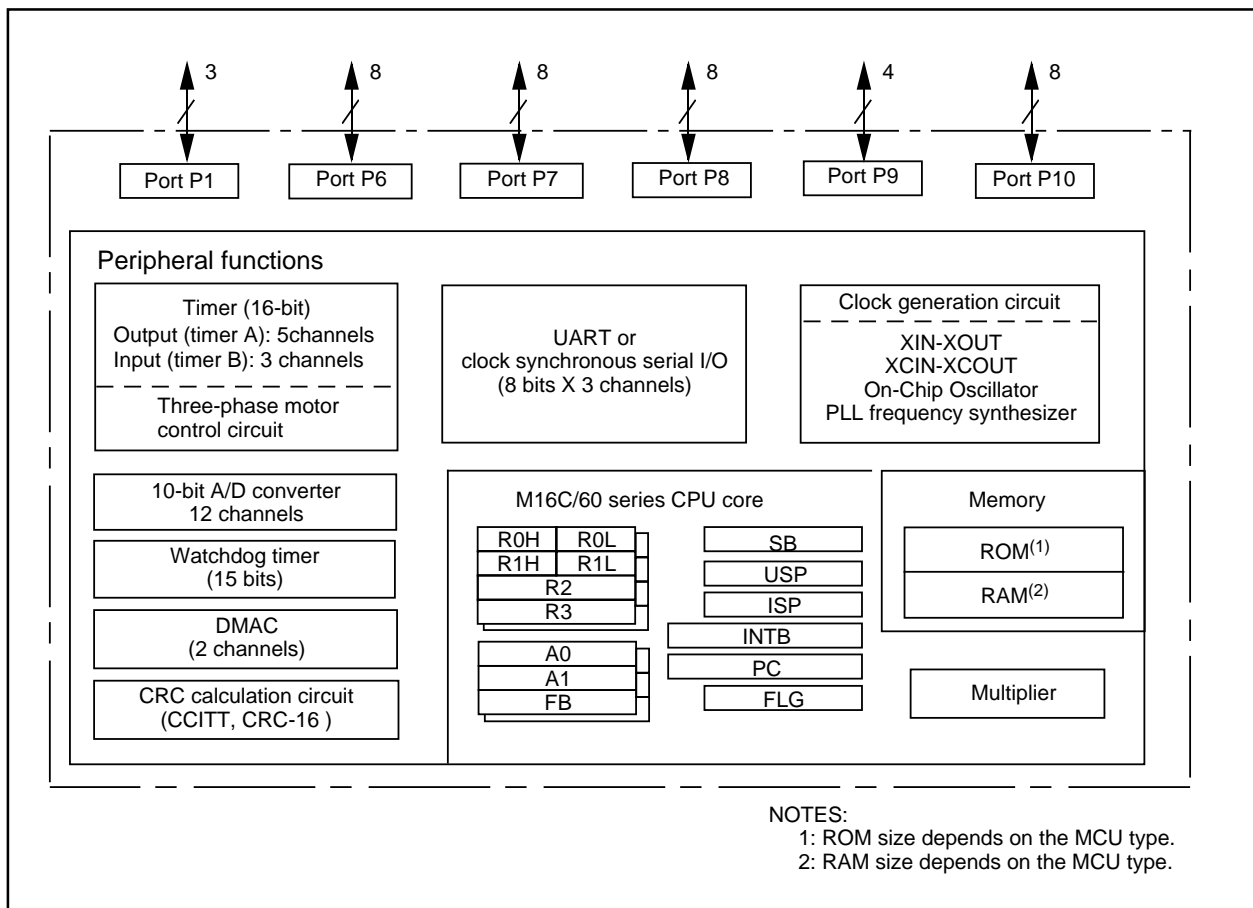 3
8
8
8
4
8
Port P1
Port P6
Port P7
Port P8
Port P9
Port P10
Peripheral functions
Timer (16-bit)
Output (timer A): 5channels
Input (timer B): 3 channels
Three-phase motor
control circuit
UART or
clock synchronous serial I/O
(8 bits X 3 channels)
Clock generation circuit
XIN-XOUT
XCIN-XCOUT
On-Chip Oscillator
PLL frequency synthesizer
10-bit A/D converter
12 channels
Watchdog timer
(15 bits)
DMAC
(2 channels)
CRC calculation circuit
(CCITT, CRC-16 )
M16C/60 series CPU core
R0H
R0L
R1H
R1L
R2
R3
A0
A1
FB
SB
USP
ISP
INTB
PC
FLG
Memory
ROM(1)
RAM(2)
Multiplier
NOTES:
1: ROM size depends on the MCU type.
2: RAM size depends on the MCU type.